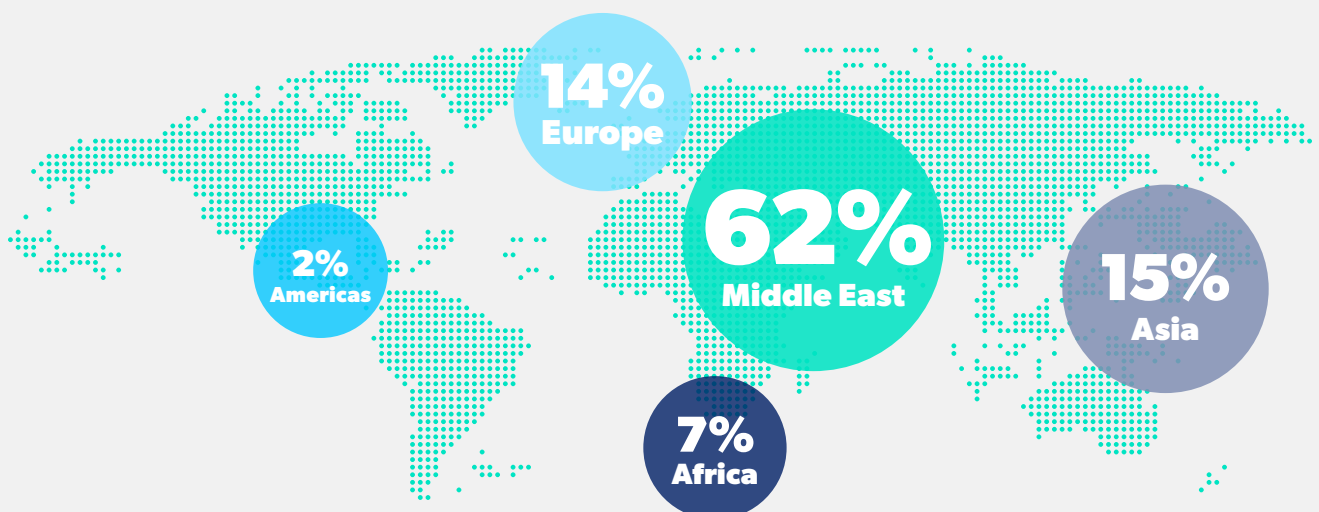 14%
Europe
62%
Middle East
2%
Americas
15%
Asia
7%
Africa